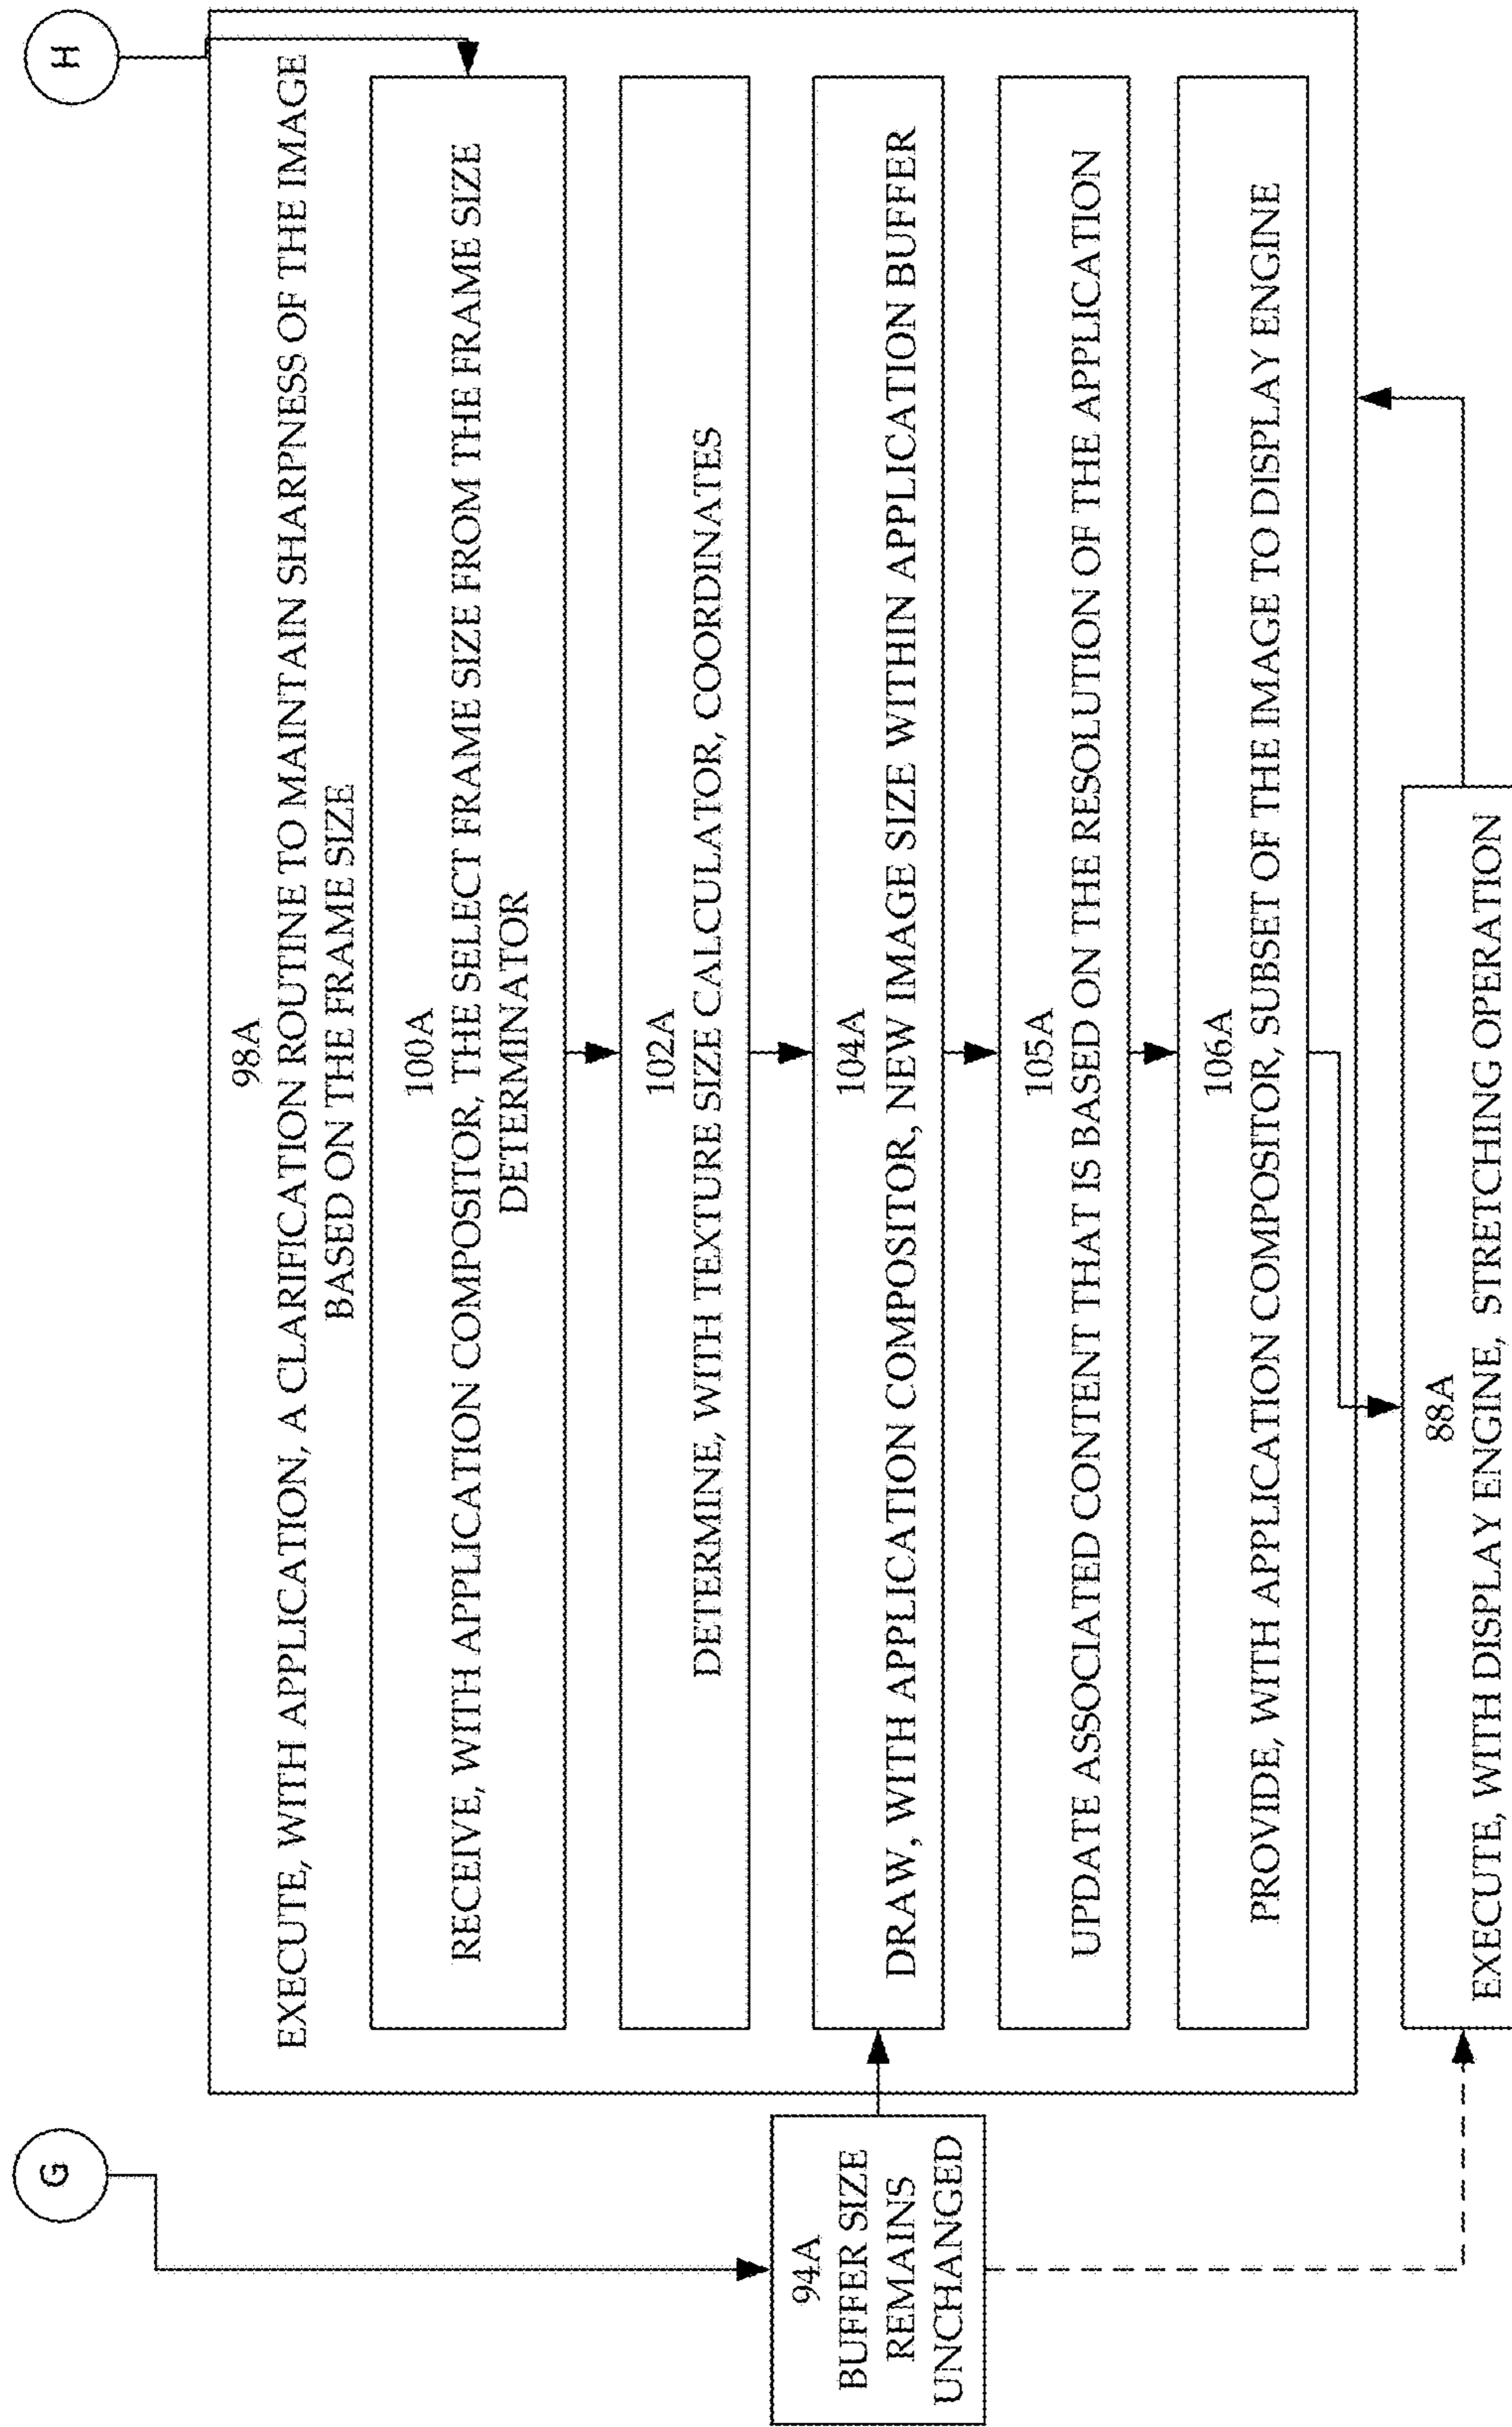 G
H
98A
EXECUTE, WITH APPLICATION, A CLARIFICATION ROUTINE TO MAINTAIN SHARPNESS OF THE IMAGE
BASED ON THE FRAME SIZE
100A
RECEIVE, WITH APPLICATION COMPOSITOR, THE SELECT FRAME SIZE FROM THE FRAME SIZE
DETERMINATOR
102A
DETERMINE, WITH TEXTURE SIZE CALCULATOR, COORDINATES
94A
BUFFER SIZE
REMAINS
UNCHANGED
104A
DRAW, WITH APPLICATION COMPOSITOR, NEW IMAGE SIZE WITHIN APPLICATION BUFFER
105A
UPDATE ASSOCIATED CONTENT THAT IS BASED ON THE RESOLUTION OF THE APPLICATION
106A
PROVIDE, WITH APPLICATION COMPOSITOR, SUBSET OF THE IMAGE TO DISPLAY ENGINE
88A
EXECUTE, WITH DISPLAY ENGINE, STRETCHING OPERATION